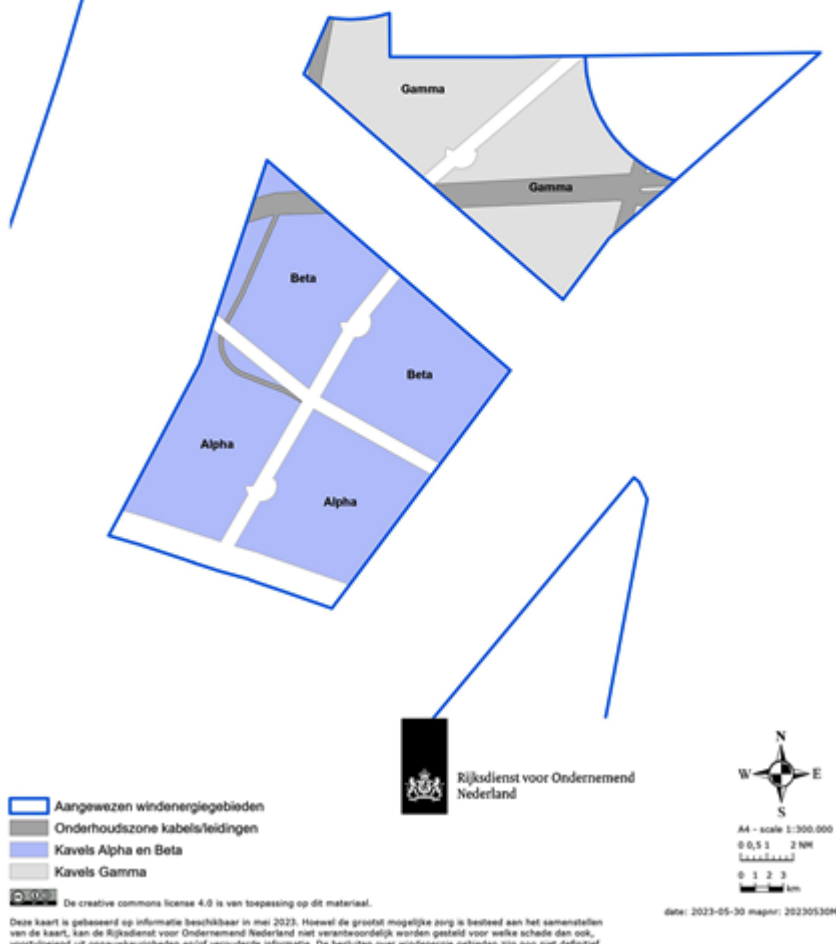 Gamma
Gamma
Beta
Beta
Alpha
Alpha
Rijksdienst voor Ondernemend
Nederland
N
W E
S
Aangewezen windenergiegebieden
Onderhoudszone kabels/leidingen
Kavels Alpha en Beta
Kavels Gamma
A4 - scale 1:300.000
0 0,5 1 2 NM
0 1 2 3
km
De creative commons license 4.0 is van toepassing op dit materiaal.
date: 2023-05-30 mapnr: 20230530M
Deze kaart is gebaseerd op informatie beschikbaar in mei 2023. Hoewel de grootst mogelijke zorg is besteed aan het samenstellen
van de kaart, kan de Rijksdienst voor Ondernemend Nederland niet verantwoordelijk worden gesteld voor welke schade dan ook,